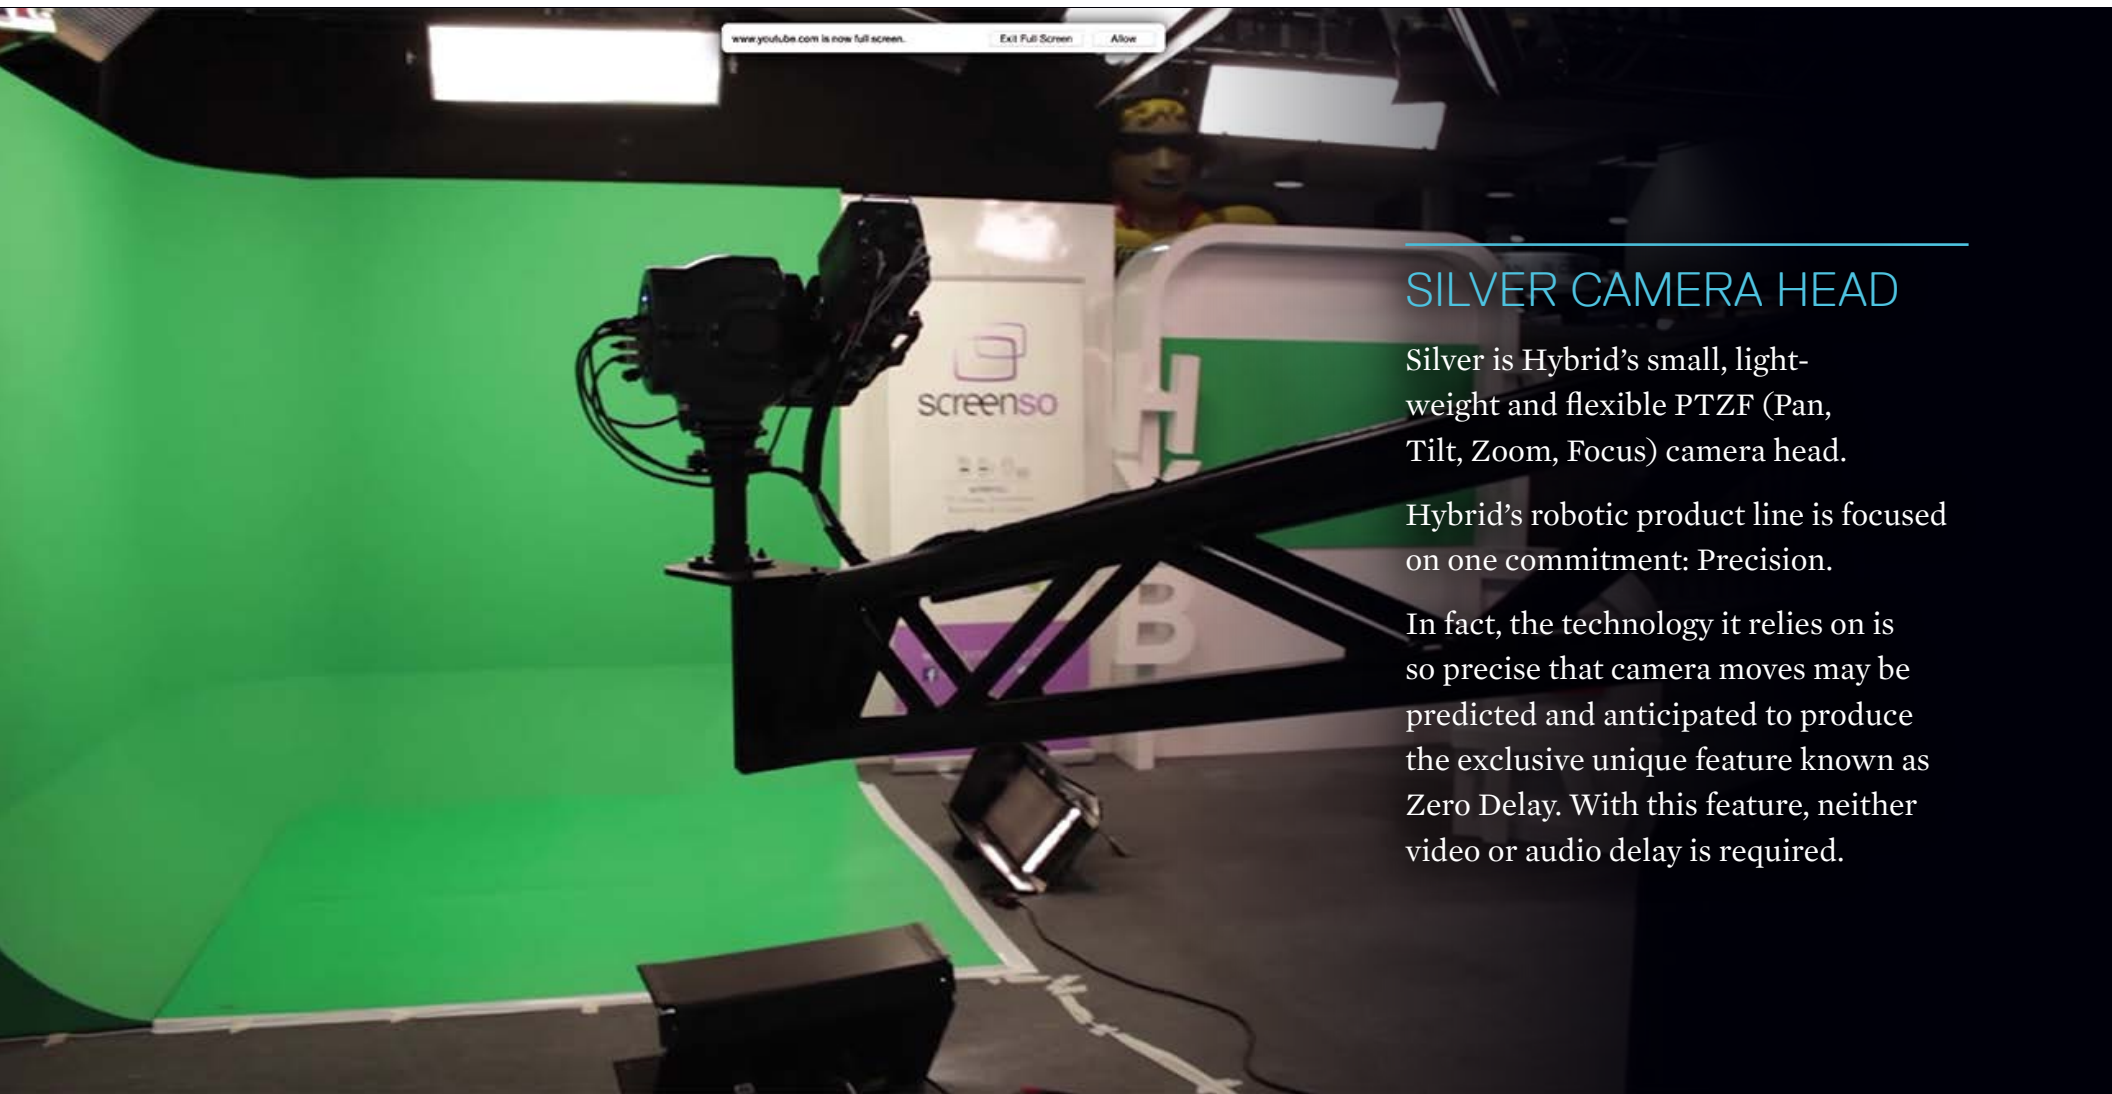 www.youtube.com is now full screen.
Exit Full Screen
Allow
SILVER CAMERA HEAD
Silver is Hybrid’s small, light-
weight and flexible PTZF (Pan,
Tilt, Zoom, Focus) camera head.
Hybrid’s robotic product line is focused
on one commitment: Precision.
In fact, the technology it relies on is
so precise that camera moves may be
predicted and anticipated to produce
the exclusive unique feature known as
Zero Delay. With this feature, neither
video or audio delay is required.
screenso
H
Y
B